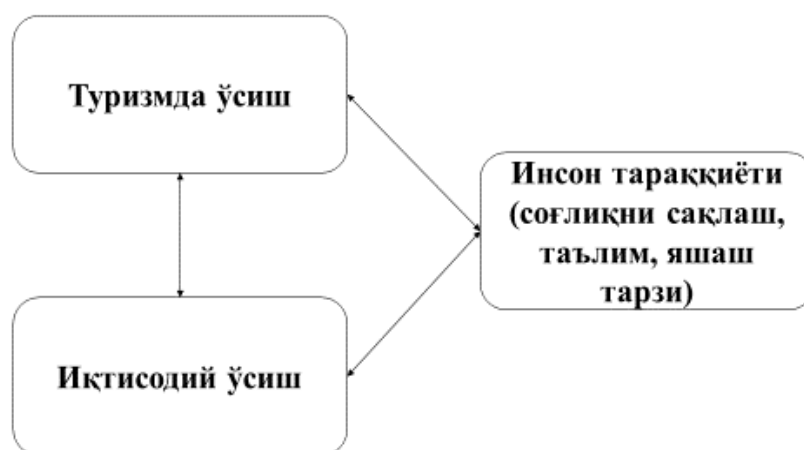 Туризмда ўсиш
Инсон тараққиёти
(соғлиқни сақлаш,
таълим, яшаш
тарзи)
Иқтисодий ўсиш